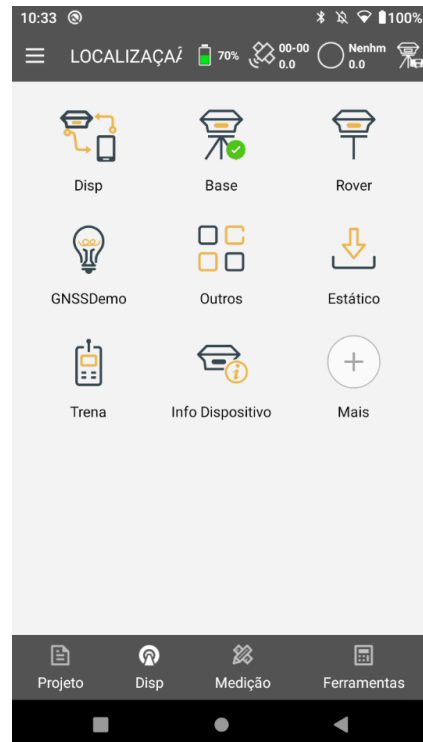 10:33 100%
LOCALIZAÇAÃ 70% 00-00 0.0 Nenhm 0.0
Disp Base Rover
GNSSDemo Outros Estático
Trena Info Dispositivo Mais
Projeto Disp Medição Ferramentas